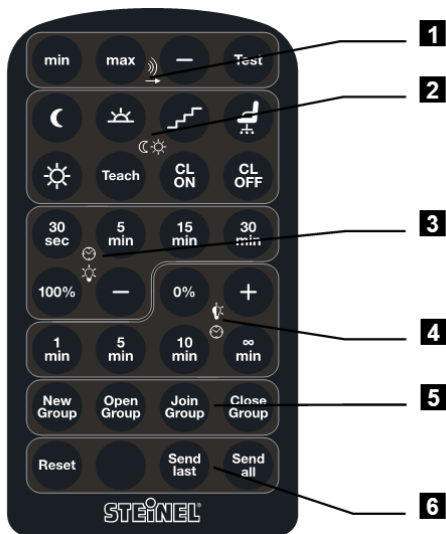 1
min max – Test
2
Teach CL ON CL OFF
30 sec 5 min 15 min 30 min
3
100% – 0% +
4
1 min 5 min 10 min ∞ min
5
New Group Open Group Join Group Close Group
Reset Send last Send all
6
STEINEL®